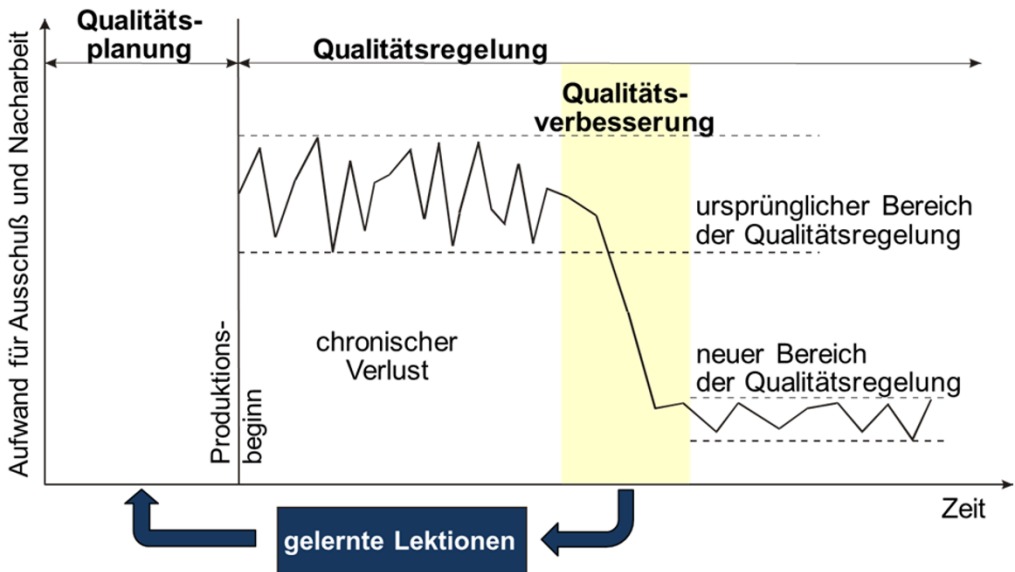 Qualitäts-
planung
Qualitätsregelung
Qualitäts-
verbesserung
Aufwand für Ausschuß und Nacharbeit
ursprünglicher Bereich
der Qualitätsregelung
chronischer
Verlust
Produktions-
beginn
neuer Bereich
der Qualitätsregelung
Zeit
gelernte Lektionen